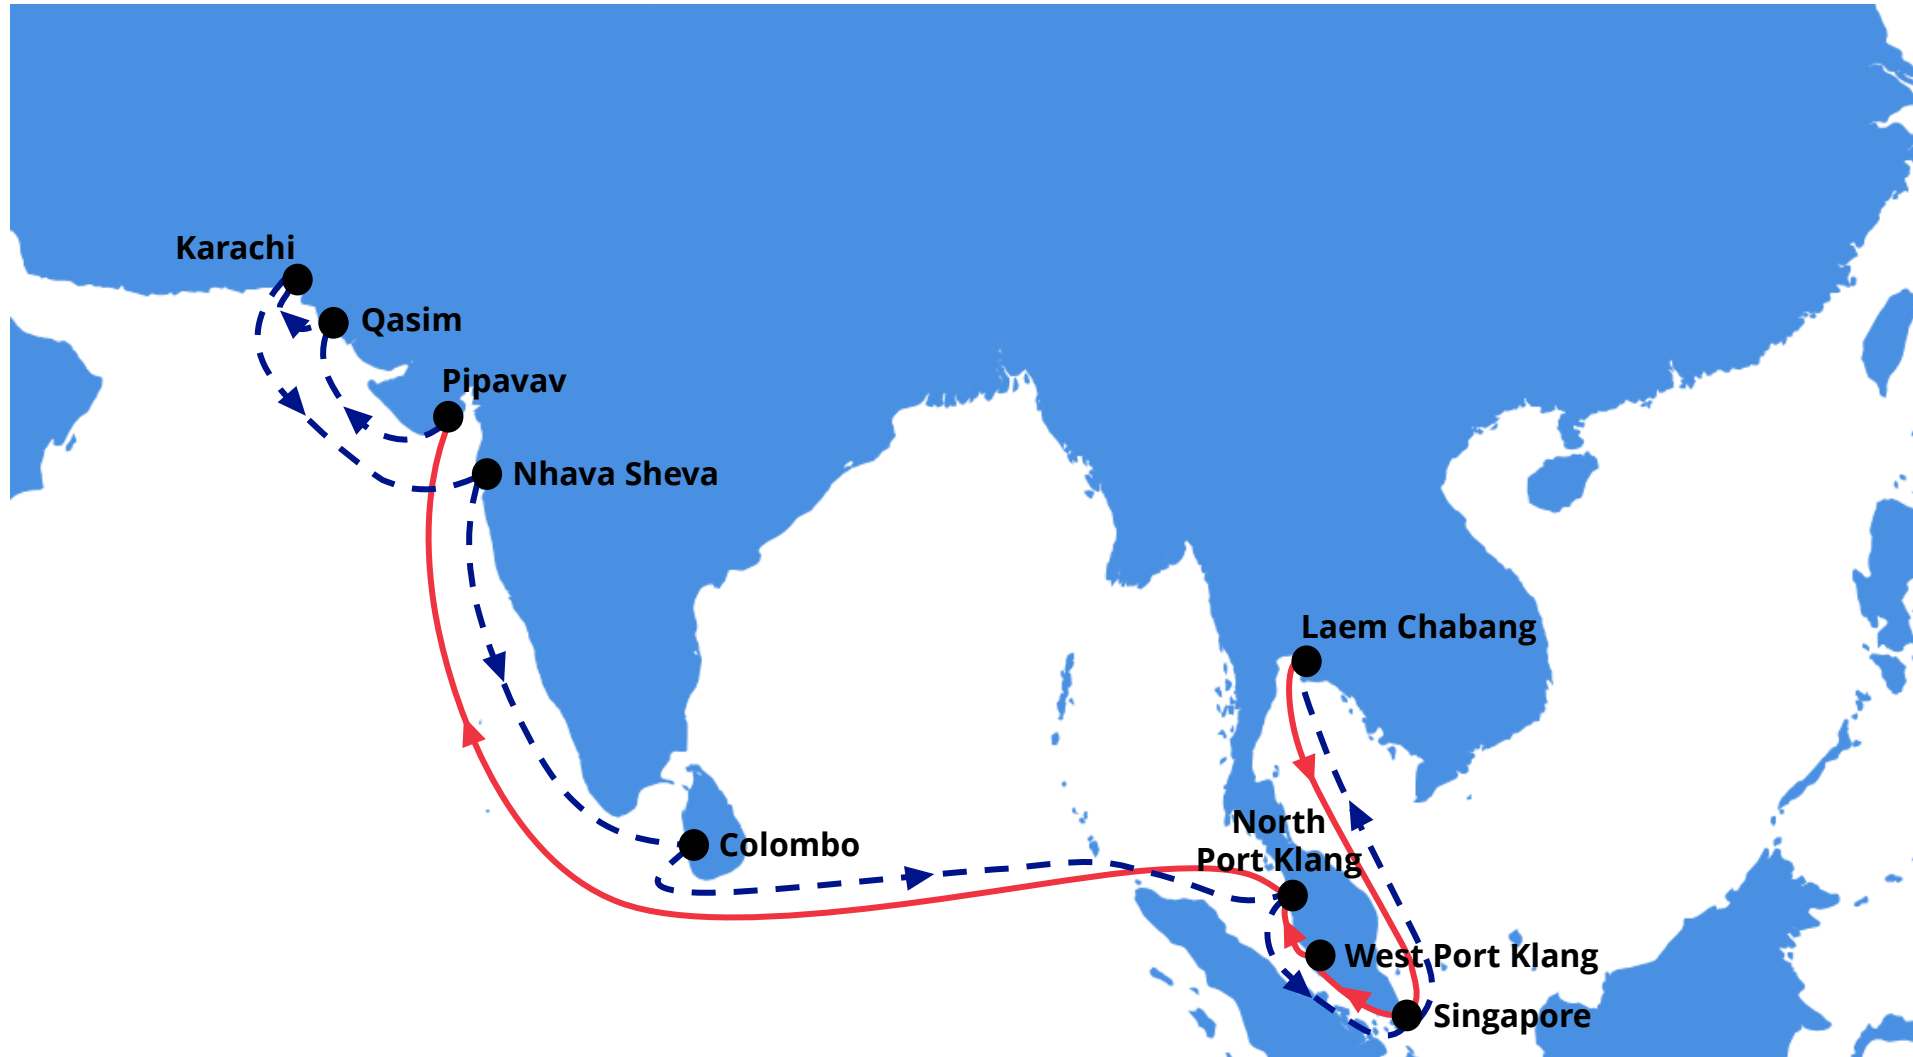 Karachi
Qasim
Pipavav
Nhava Sheva
Laem Chabang
North
Port Klang
Colombo
West Port Klang
Singapore